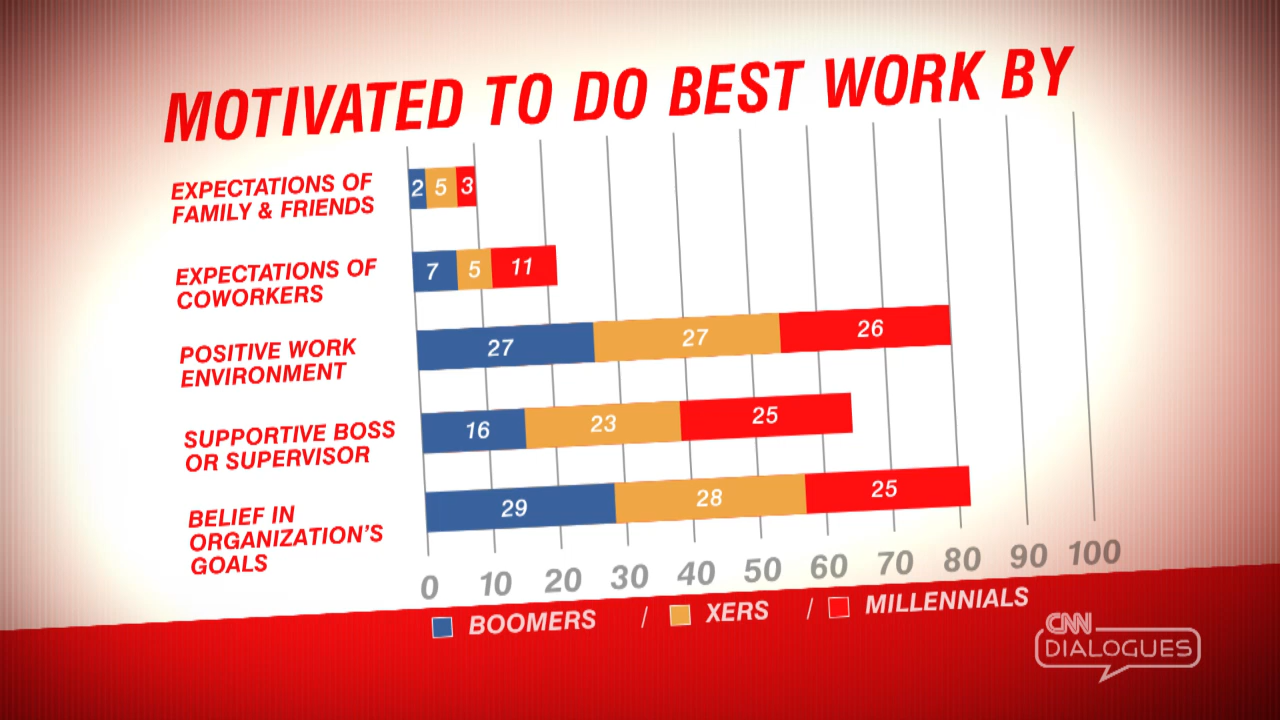 MOTIVATED TO DO BEST WORK BY
EXPECTATIONS OF
FAMILY & FRIENDS
2 5 3
EXPECTATIONS OF
COWORKERS
7 5 11
POSITIVE WORK
ENVIRONMENT
27 27 26
SUPPORTIVE BOSS
OR SUPERVISOR
16 23 25
BELIEF IN
ORGANIZATION'S
GOALS
29 28 25
0 10 20 30 40 50 60 70 80 90 100
BOOMERS / XERS / MILLENNIALS
CNN
DIALOGUES